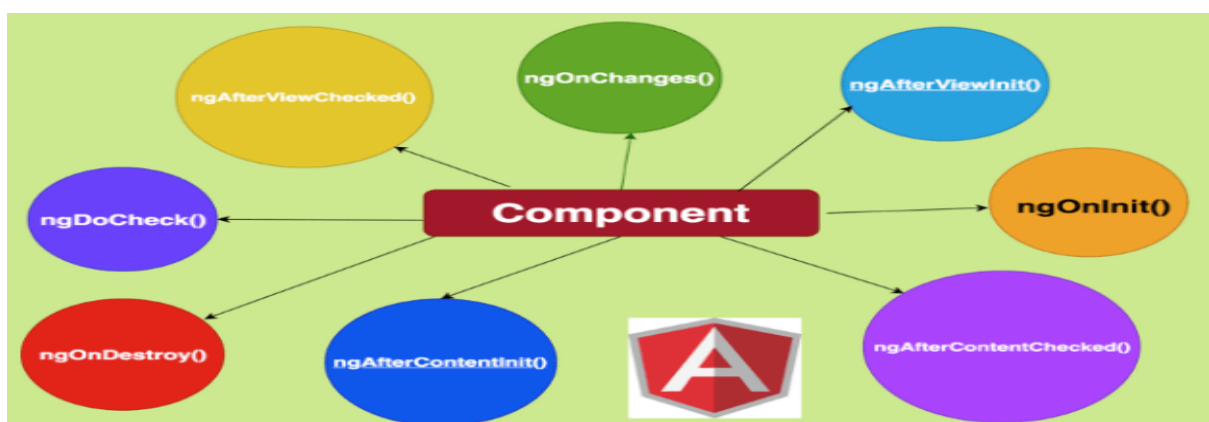 ngOnChanges()
ngAfterViewInit()
ngAfterViewChecked()
ngOnInit()
Component
ngDoCheck()
ngAfterContentChecked()
ngOnDestroy()
ngAfterContentInit()
A